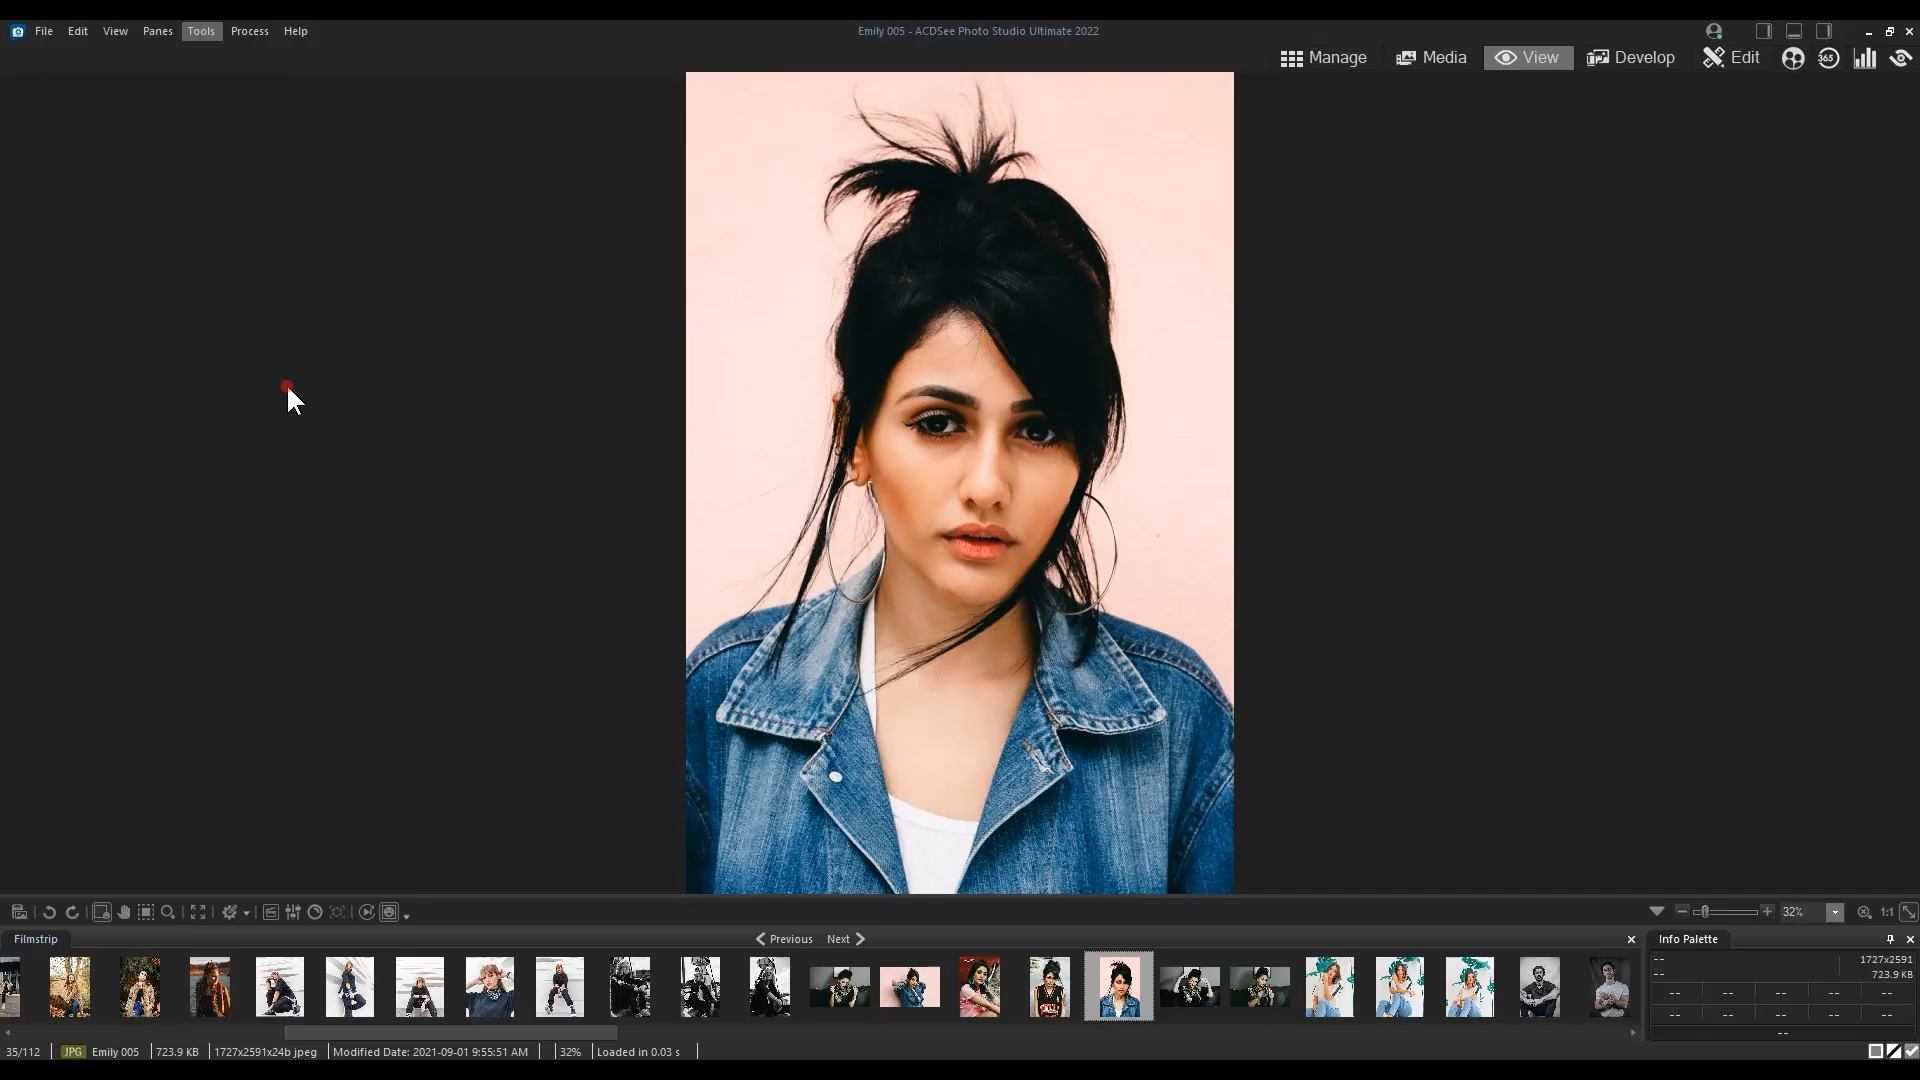 File Edit View Panes Tools Process Help
Emily 005 - ACDSee Photo Studio Ultimate 2022
Manage Media View Develop Edit 365
32% 1:1
Filmstrip Previous Next Info Palette
-- 1727x2591
-- 723.9 KB
-- -- -- -- --
-- -- -- -- --
--
35/112 JPG Emily 005 723.9 KB 1727x2591x24b jpeg Modified Date: 2021-09-01 9:55:51 AM 32% Loaded in 0.03 s